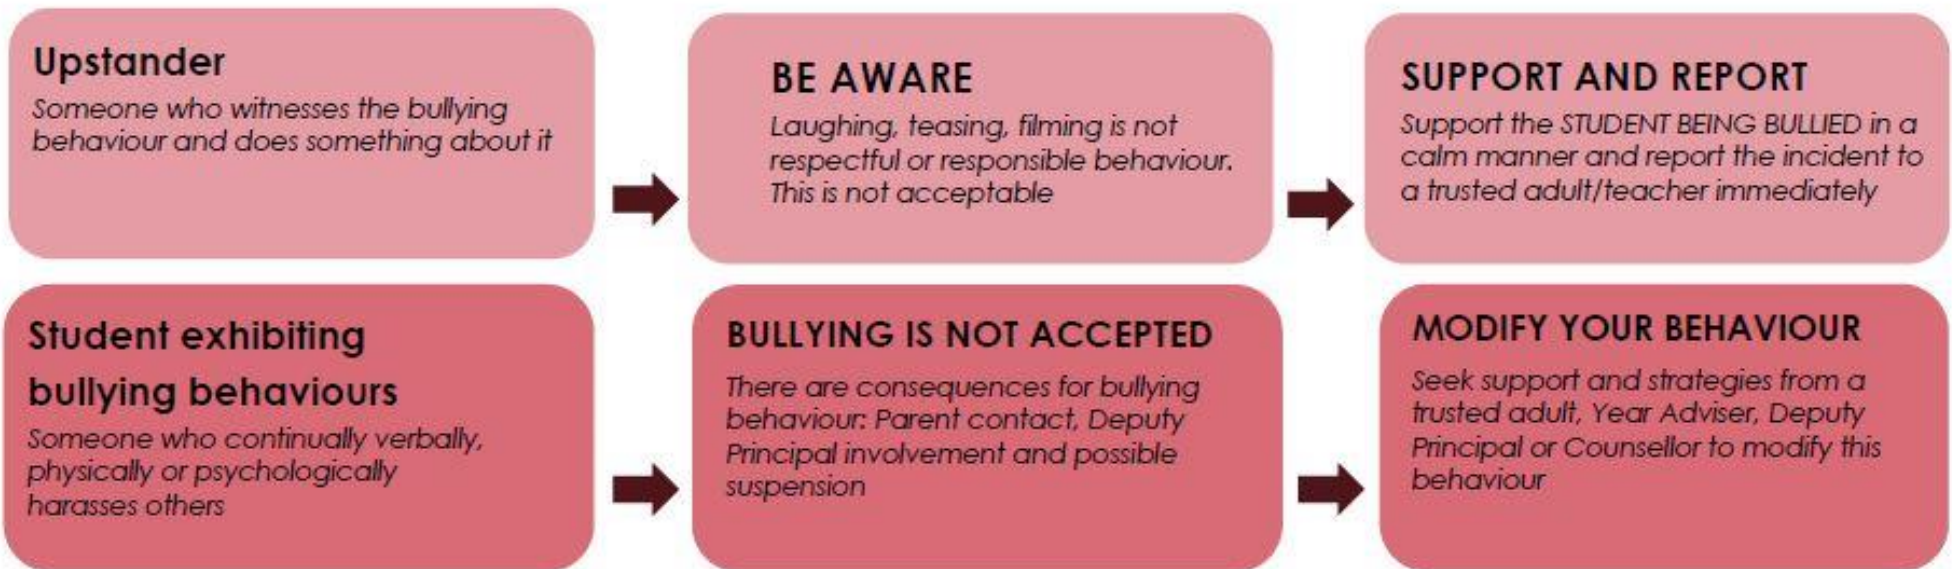 Upstander
Someone who witnesses the bullying
behaviour and does something about it
BE AWARE
Laughing, teasing, filming is not
respectful or responsible behaviour.
This is not acceptable
SUPPORT AND REPORT
Support the STUDENT BEING BULLIED in a
calm manner and report the incident to
a trusted adult/teacher immediately
Student exhibiting
bullying behaviours
Someone who continually verbally,
physically or psychologically
harasses others
BULLYING IS NOT ACCEPTED
There are consequences for bullying
behaviour: Parent contact, Deputy
Principal involvement and possible
suspension
MODIFY YOUR BEHAVIOUR
Seek support and strategies from a
trusted adult, Year Adviser, Deputy
Principal or Counsellor to modify this
behaviour